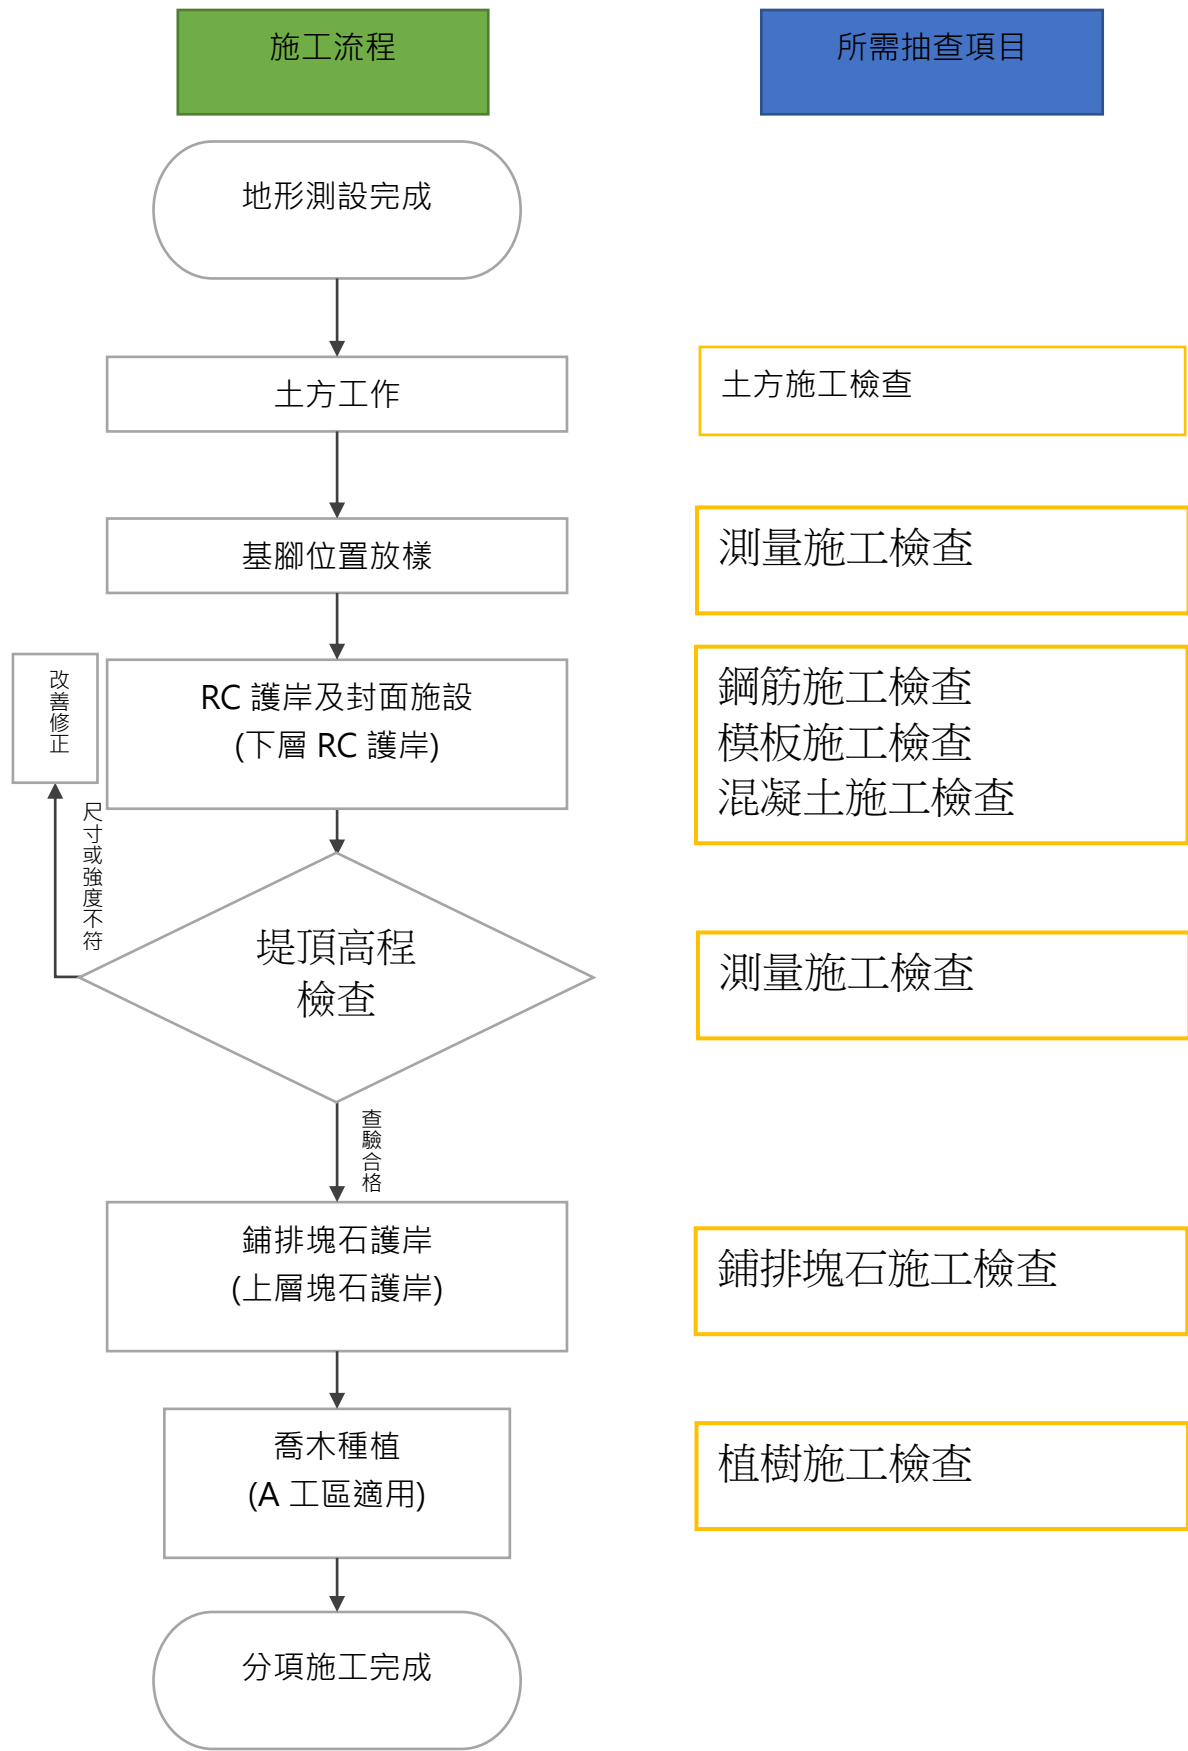 施工流程
所需抽查項目
地形測設完成
土方工作
土方施工檢查
基腳位置放樣
測量施工檢查
改善修正
RC 護岸及封面施設
(下層 RC 護岸)
鋼筋施工檢查
模板施工檢查
混凝土施工檢查
尺寸或強度不符
堤頂高程
檢查
測量施工檢查
查驗合格
鋪排塊石護岸
(上層塊石護岸)
鋪排塊石施工檢查
喬木種植
(A 工區適用)
植樹施工檢查
分項施工完成